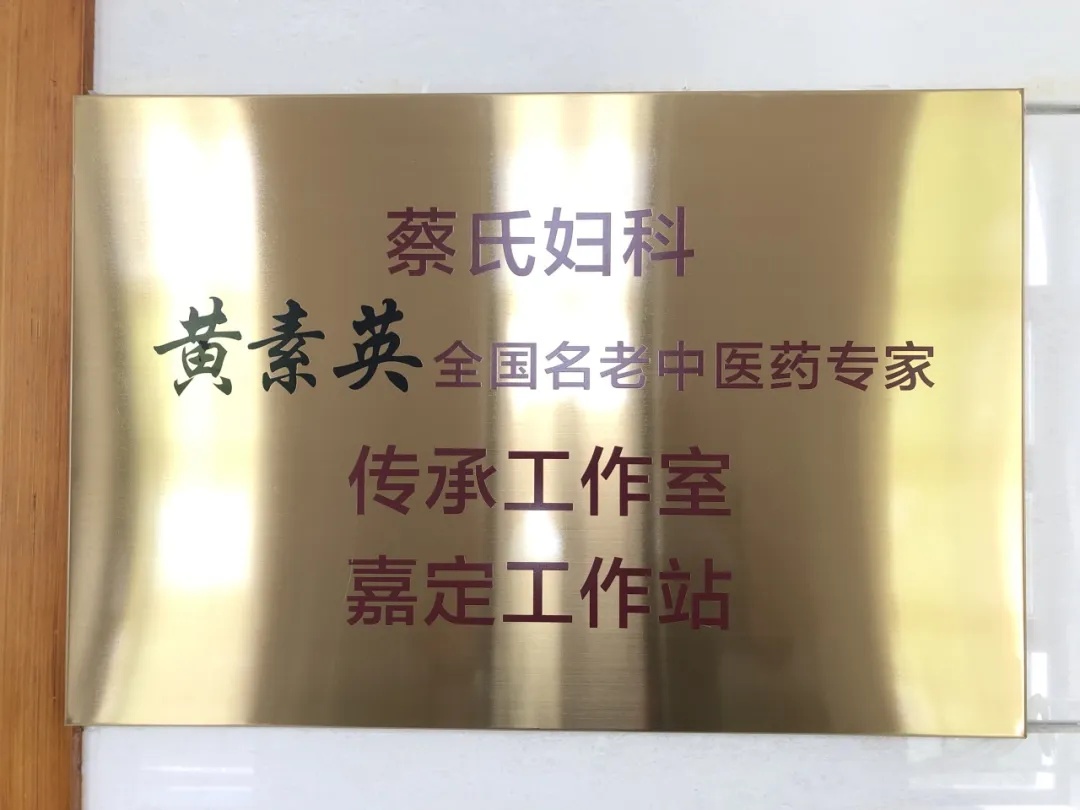 蔡氏妇科
黄素英全国名老中医药专家
传承工作室
嘉定工作站